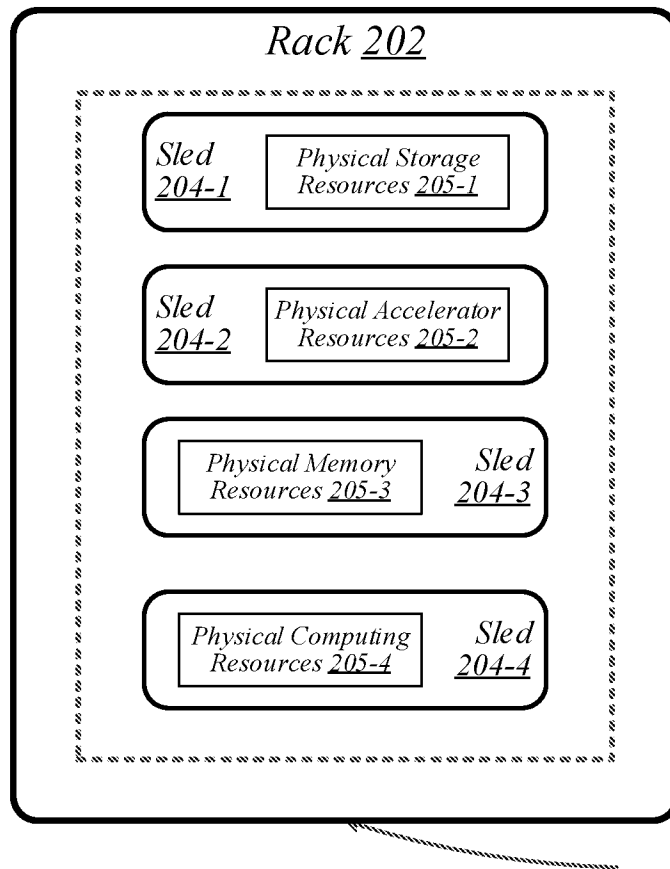 Rack 202
Sled
204-1
Physical Storage
Resources 205-1
Sled
204-2
Physical Accelerator
Resources 205-2
Physical Memory
Resources 205-3
Sled
204-3
Physical Computing
Resources 205-4
Sled
204-4